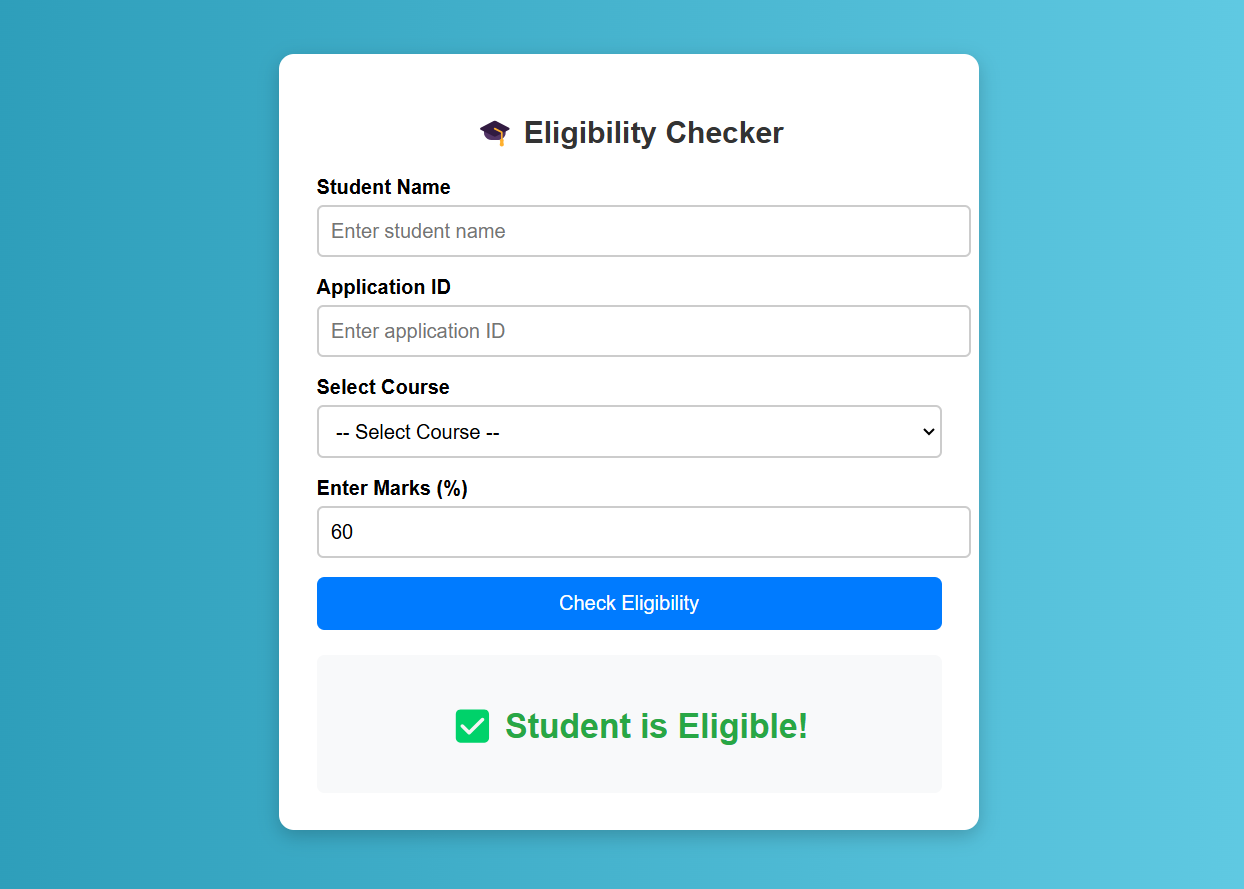 🎓 Eligibility Checker
Student Name
Enter student name
Application ID
Enter application ID
Select Course
-- Select Course --
Enter Marks (%)
60
Check Eligibility
✅ Student is Eligible!